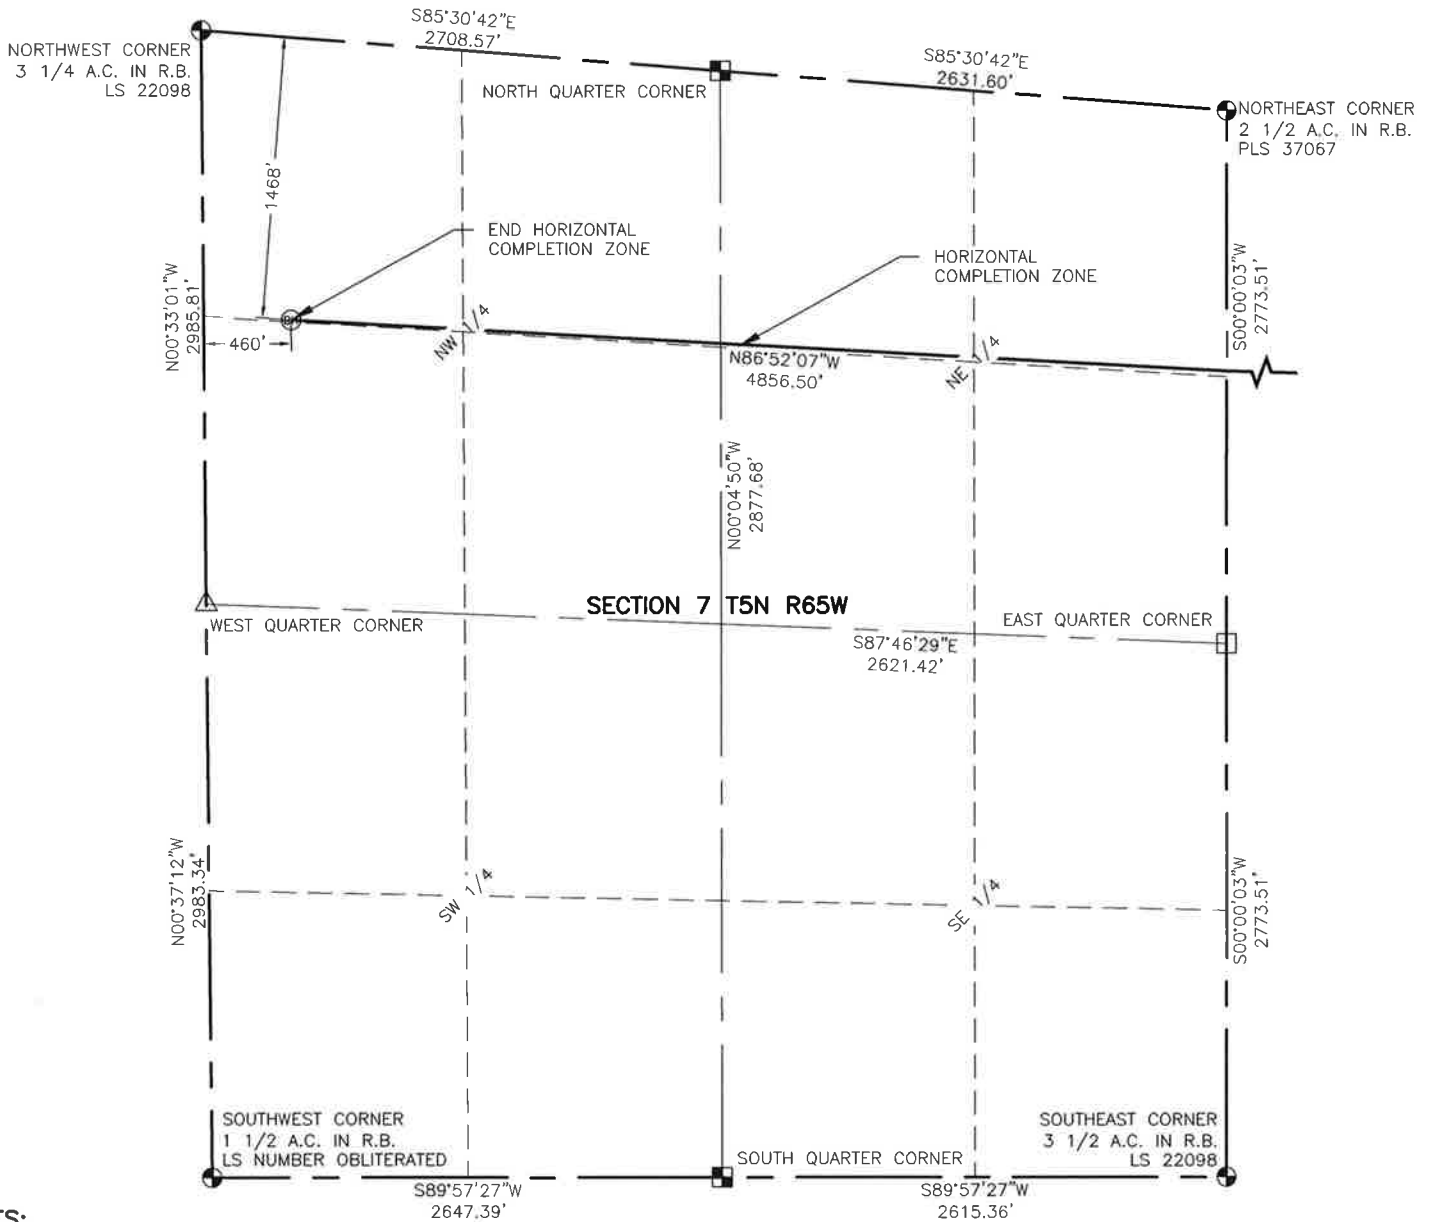 S85°30'42"E
2708.57'
NORTHWEST CORNER
3 1/4 A.C. IN R.B.
LS 22098
NORTH QUARTER CORNER
S85°30'42"E
2631.60'
NORTHEAST CORNER
2 1/2 A.C. IN R.B.
PLS 37067
1468'
END HORIZONTAL
COMPLETION ZONE
HORIZONTAL
COMPLETION ZONE
N00°33'01"W
2985.81'
460'
NW 1/4
N86°52'07"W
4856.50'
NE 1/4
S00°00'03"W
2773.51'
N00°04'50"W
2877.68'
SECTION 7 T5N R65W
WEST QUARTER CORNER
EAST QUARTER CORNER
S87°46'29"E
2621.42'
N00°37'12"W
2983.34'
SW 1/4
SE 1/4
S00°00'03"W
2773.51'
SOUTHWEST CORNER
1 1/2 A.C. IN R.B.
LS NUMBER OBLITERATED
SOUTH QUARTER CORNER
SOUTHEAST CORNER
3 1/2 A.C. IN R.B.
LS 22098
S89°57'27"W
2647.39'
S89°57'27"W
2615.36'